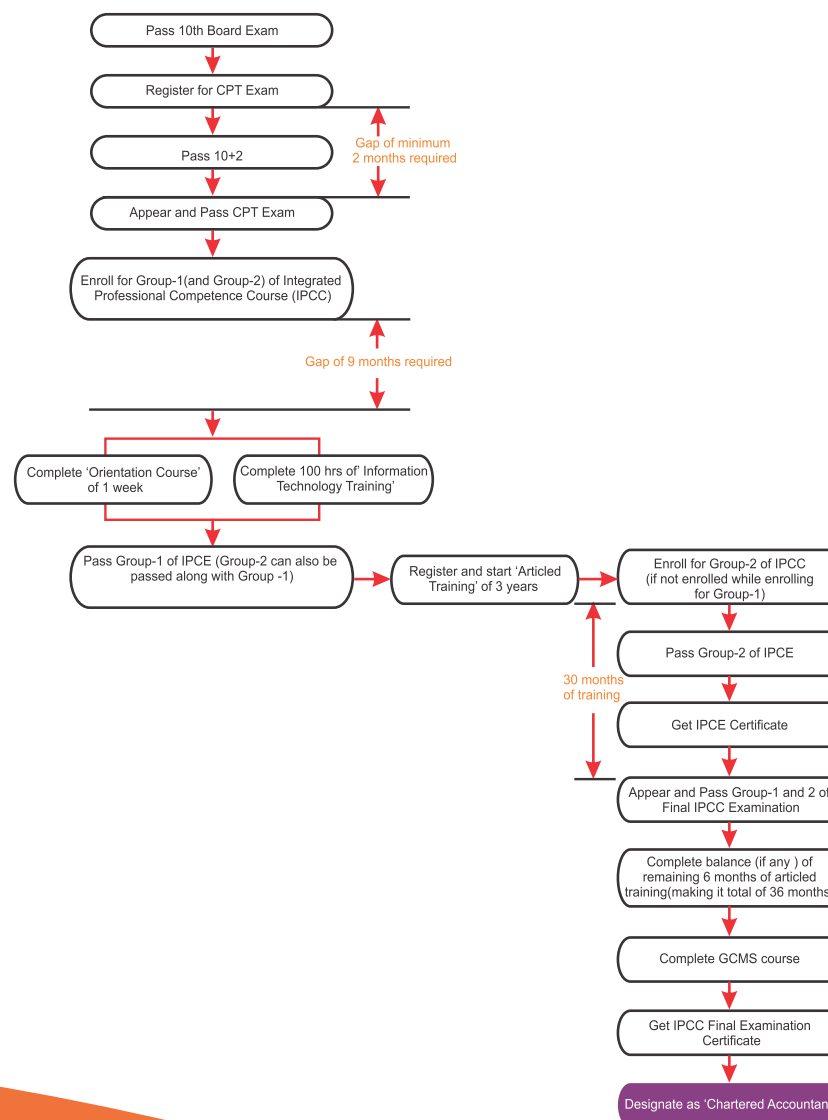 Pass 10th Board Exam
Register for CPT Exam
Gap of minimum
2 months required
Pass 10+2
Appear and Pass CPT Exam
Enroll for Group-1(and Group-2) of Integrated
Professional Competence Course (IPCC)
Gap of 9 months required
Complete ‘Orientation Course’
of 1 week
Complete 100 hrs of’ Information
Technology Training’
Pass Group-1 of IPCE (Group-2 can also be
passed along with Group -1)
Register and start ‘Articled
Training’ of 3 years
Enroll for Group-2 of IPCC
(if not enrolled while enrolling
for Group-1)
Pass Group-2 of IPCE
30 months
of training
Get IPCE Certificate
Appear and Pass Group-1 and 2 of
Final IPCC Examination
Complete balance (if any ) of
remaining 6 months of articled
training(making it total of 36 months
Complete GCMS course
Get IPCC Final Examination
Certificate
Designate as ‘Chartered Accountan